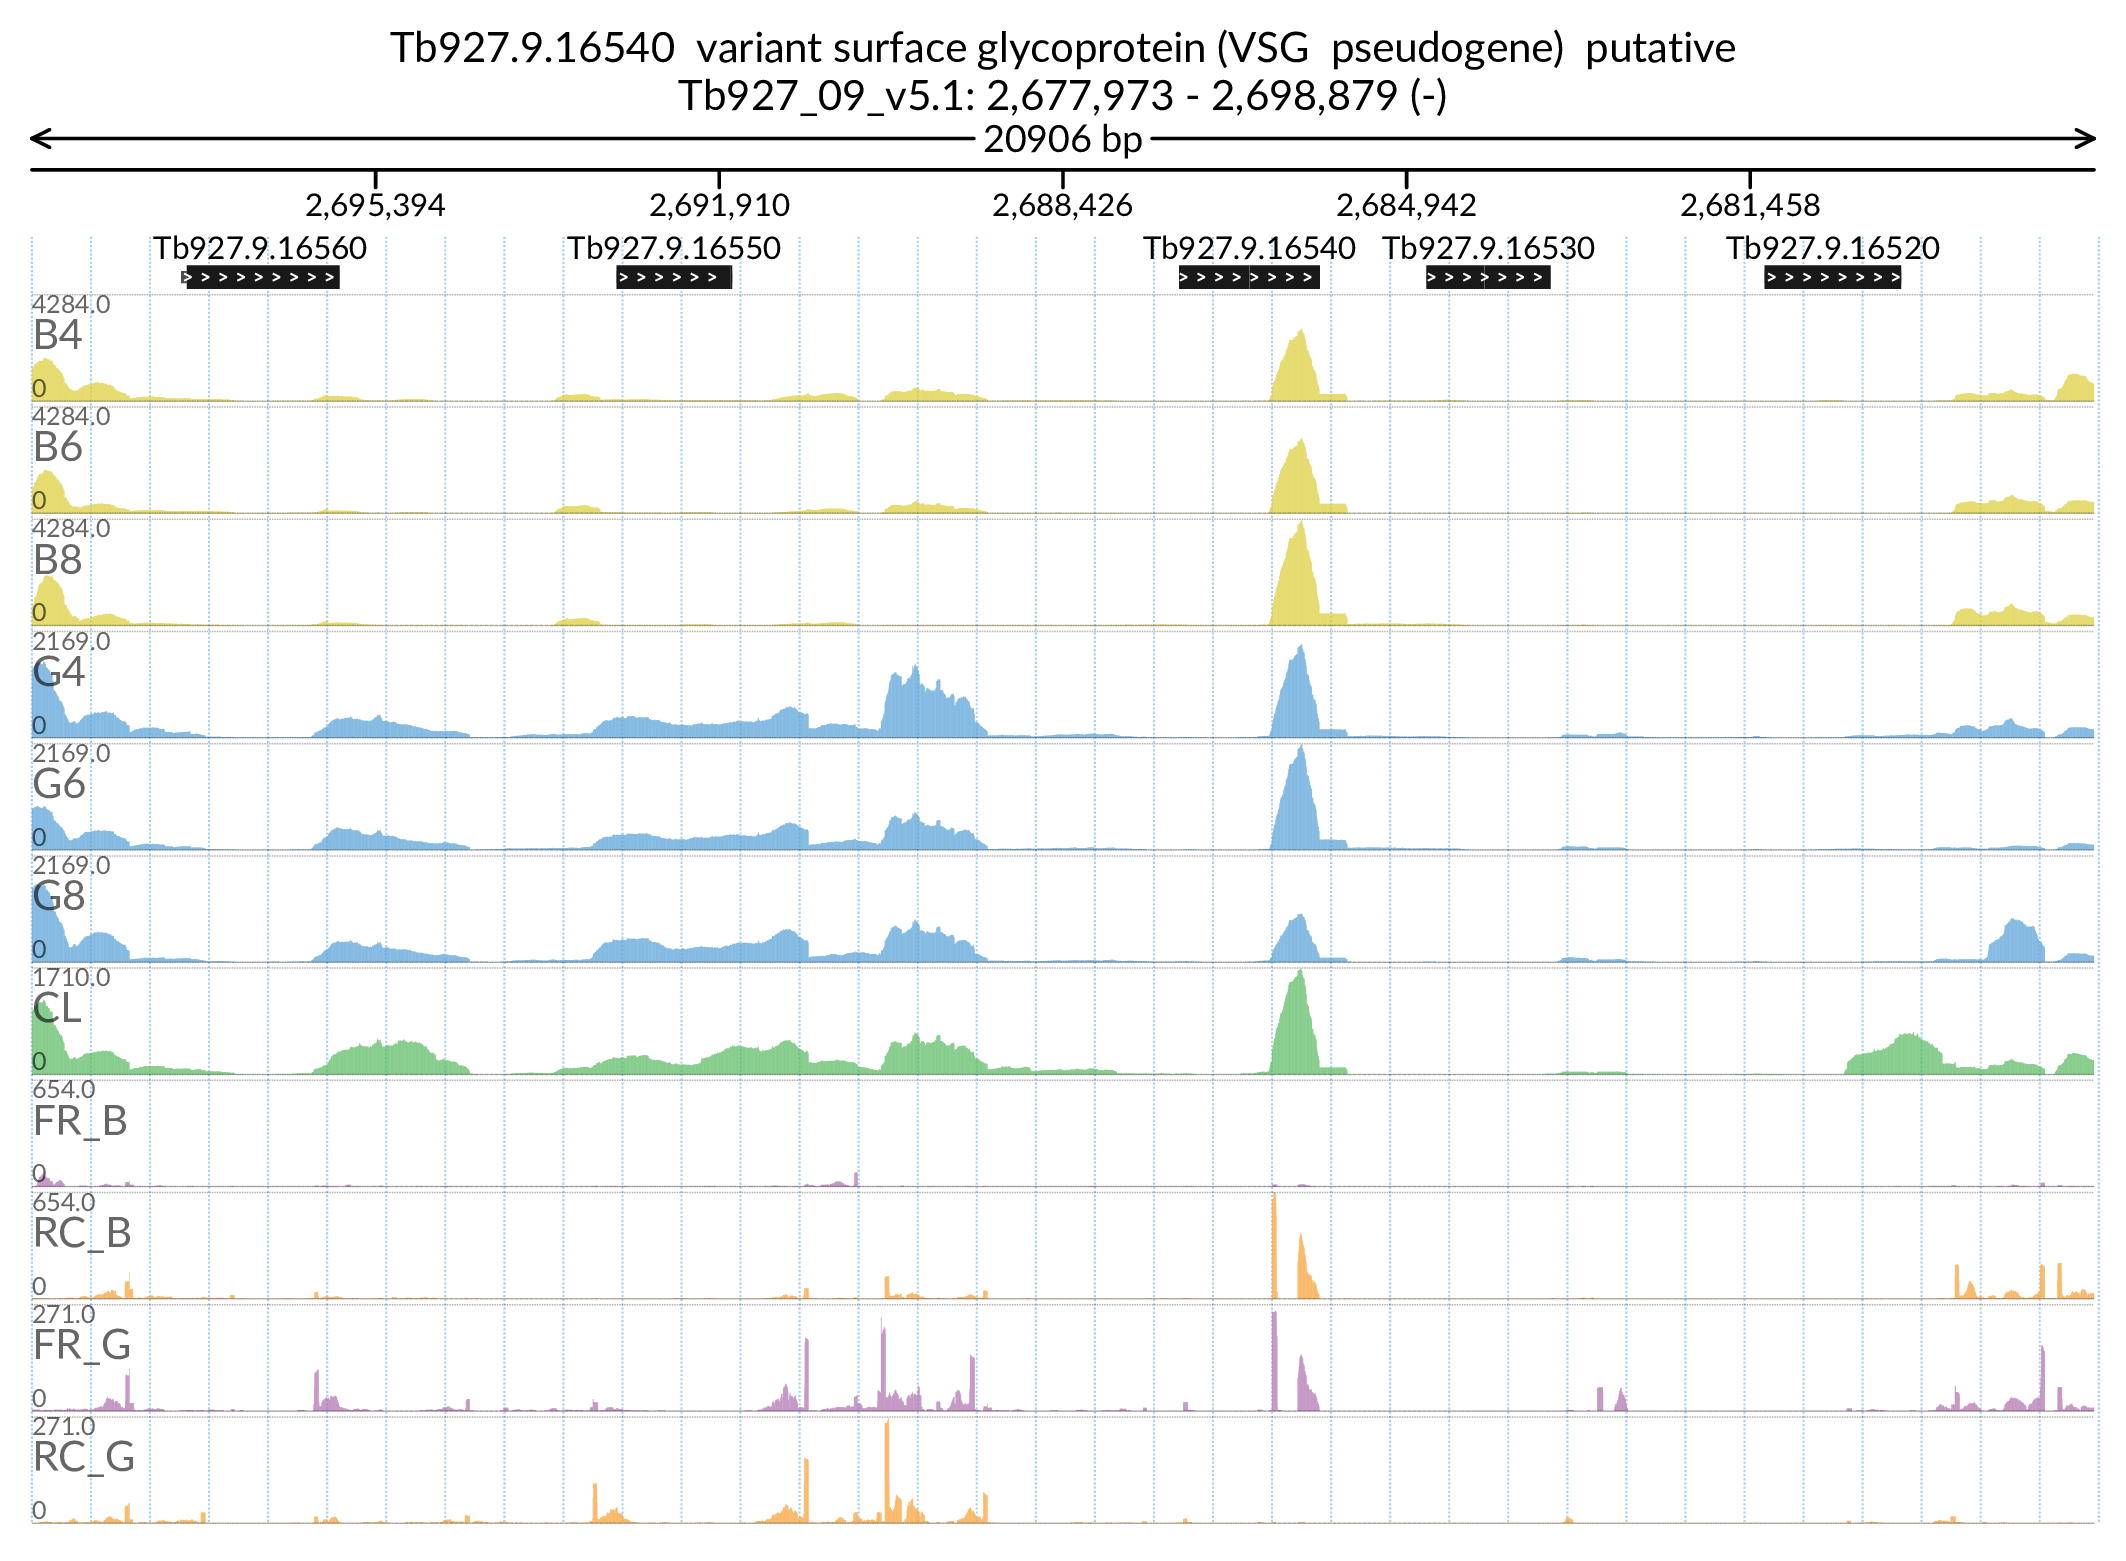 Tb927.9.16540  variant surface glycoprotein (VSG  pseudogene)  putative
Tb927_09_v5.1: 2,677,973 - 2,698,879 (-)
20906 bp
2,695,394 2,691,910 2,688,426 2,684,942 2,681,458
Tb927.9.16560 Tb927.9.16550 Tb927.9.16540 Tb927.9.16530 Tb927.9.16520
4284.0
B4
0
4284.0
B6
0
4284.0
B8
0
2169.0
G4
0
2169.0
G6
0
2169.0
G8
0
1710.0
CL
0
654.0
FR_B
0
654.0
RC_B
0
271.0
FR_G
0
271.0
RC_G
0